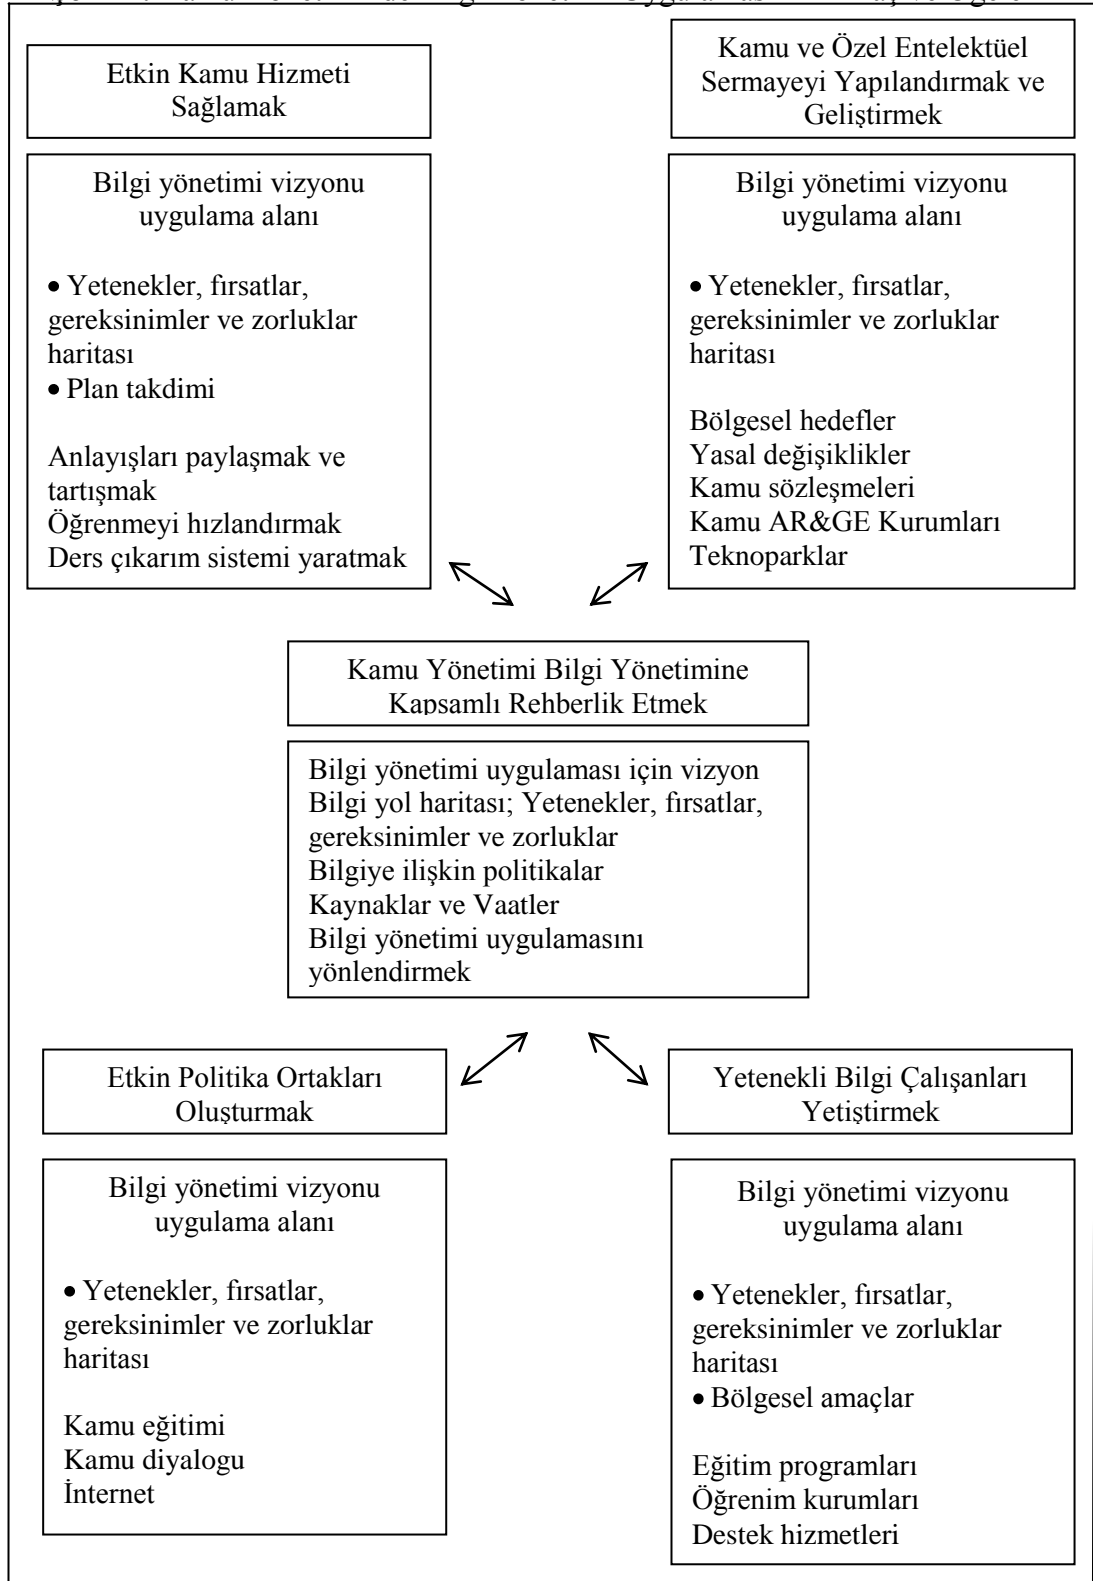 Etkin Kamu Hizmeti
Sağlamak
Bilgi yönetimi vizyonu
uygulama alanı
• Yetenekler, fırsatlar,
gereksinimler ve zorluklar
haritası
• Plan takdimi
Anlayışları paylaşmak ve
tartışmak
Öğrenmeyi hızlandırmak
Ders çıkarım sistemi yaratmak
Kamu ve Özel Entelektüel
Sermayeyi Yapılandırmak ve
Geliştirmek
Bilgi yönetimi vizyonu
uygulama alanı
• Yetenekler, fırsatlar,
gereksinimler ve zorluklar
haritası
Bölgesel hedefler
Yasal değişiklikler
Kamu sözleşmeleri
Kamu AR&GE Kurumları
Teknoparklar
Kamu Yönetimi Bilgi Yönetimine
Kapsamlı Rehberlik Etmek
Bilgi yönetimi uygulaması için vizyon
Bilgi yol haritası; Yetenekler, fırsatlar,
gereksinimler ve zorluklar
Bilgiye ilişkin politikalar
Kaynaklar ve Vaatler
Bilgi yönetimi uygulamasını
yönlendirmek
Etkin Politika Ortakları
Oluşturmak
Bilgi yönetimi vizyonu
uygulama alanı
• Yetenekler, fırsatlar,
gereksinimler ve zorluklar
haritası
Kamu eğitimi
Kamu diyalogu
İnternet
Yetenekli Bilgi Çalışanları
Yetiştirmek
Bilgi yönetimi vizyonu
uygulama alanı
• Yetenekler, fırsatlar,
gereksinimler ve zorluklar
haritası
• Bölgesel amaçlar
Eğitim programları
Öğrenim kurumları
Destek hizmetleri